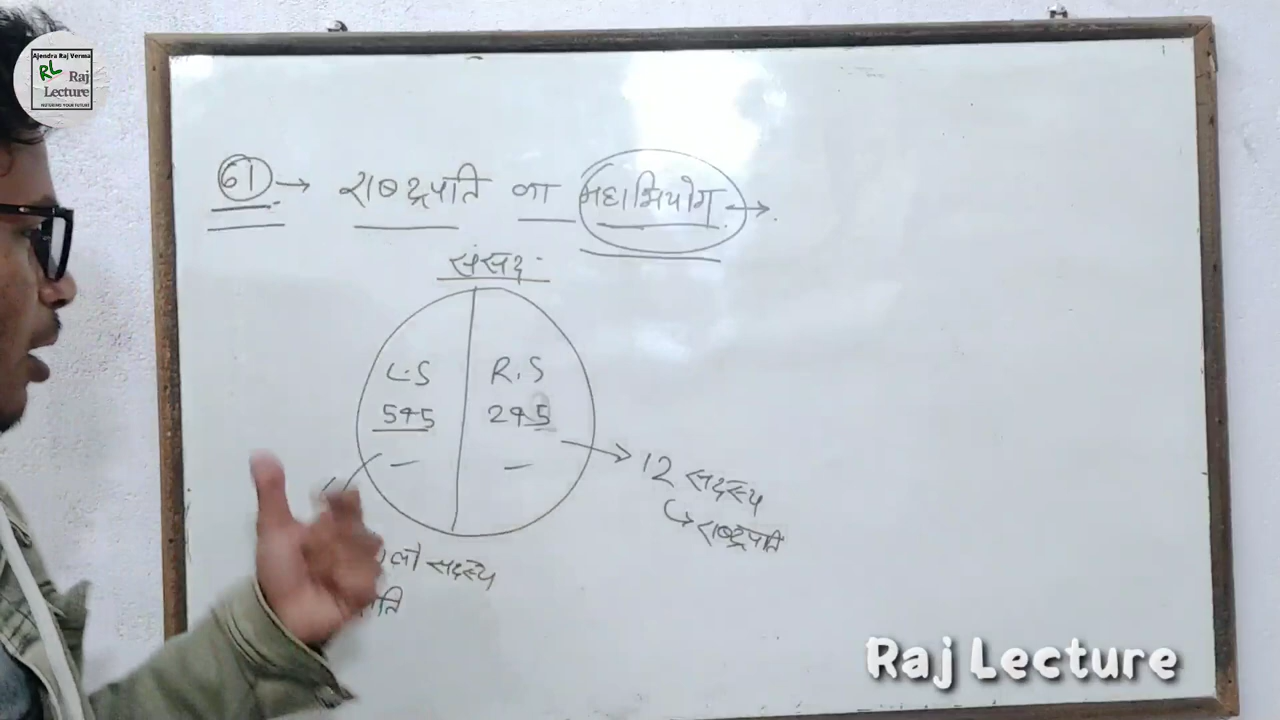 Ajendra Raj Verma
RL Raj
Lecture
61 → राष्ट्रपति का महाभियोग →
संसद
L.S R.S
545 245
→ 12 सदस्य
राष्ट्रपति
सदस्य
Raj Lecture